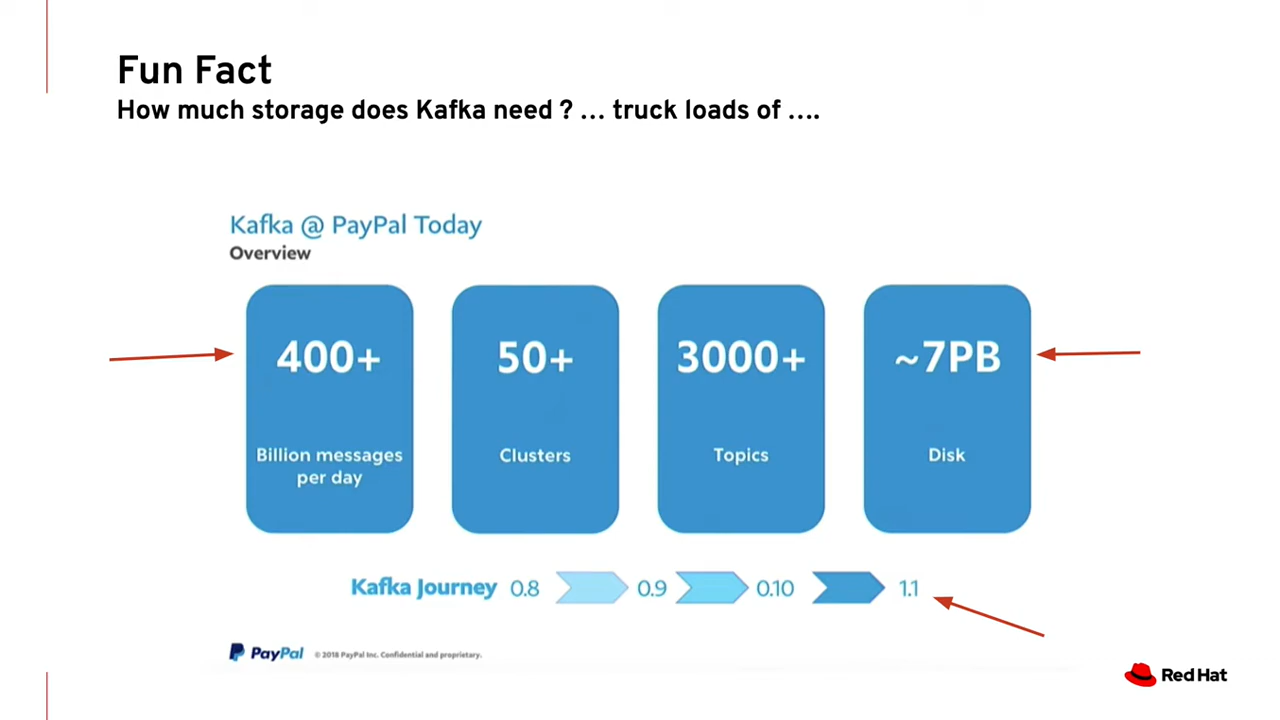 Fun Fact
How much storage does Kafka need ? ... truck loads of ....
Kafka @ PayPal Today
Overview
400+
Billion messages
per day
50+
Clusters
3000+
Topics
~7PB
Disk
Kafka Journey 0.8 0.9 0.10 1.1
PayPal © 2018 PayPal Inc. Confidential and proprietary.
Red Hat